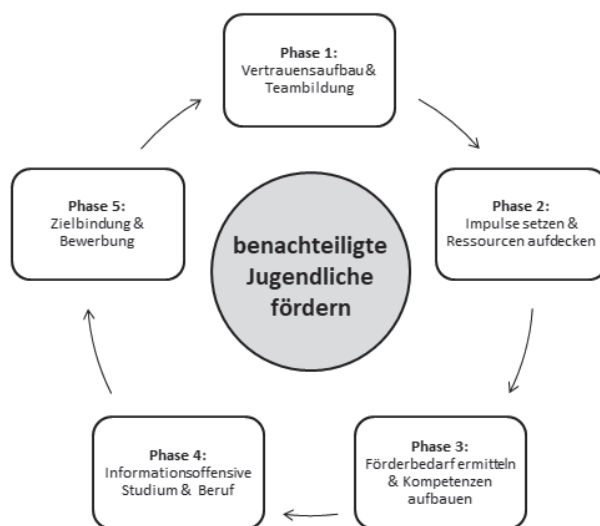 Phase 1:
Vertrauensaufbau &
Teambildung
Phase 2:
Impulse setzen &
Ressourcen aufdecken
Phase 3:
Förderbedarf ermitteln
& Kompetenzen
aufbauen
Phase 4:
Informationsoffensive
Studium & Beruf
Phase 5:
Zielbindung &
Bewerbung
benachteiligte
Jugendliche
fördern